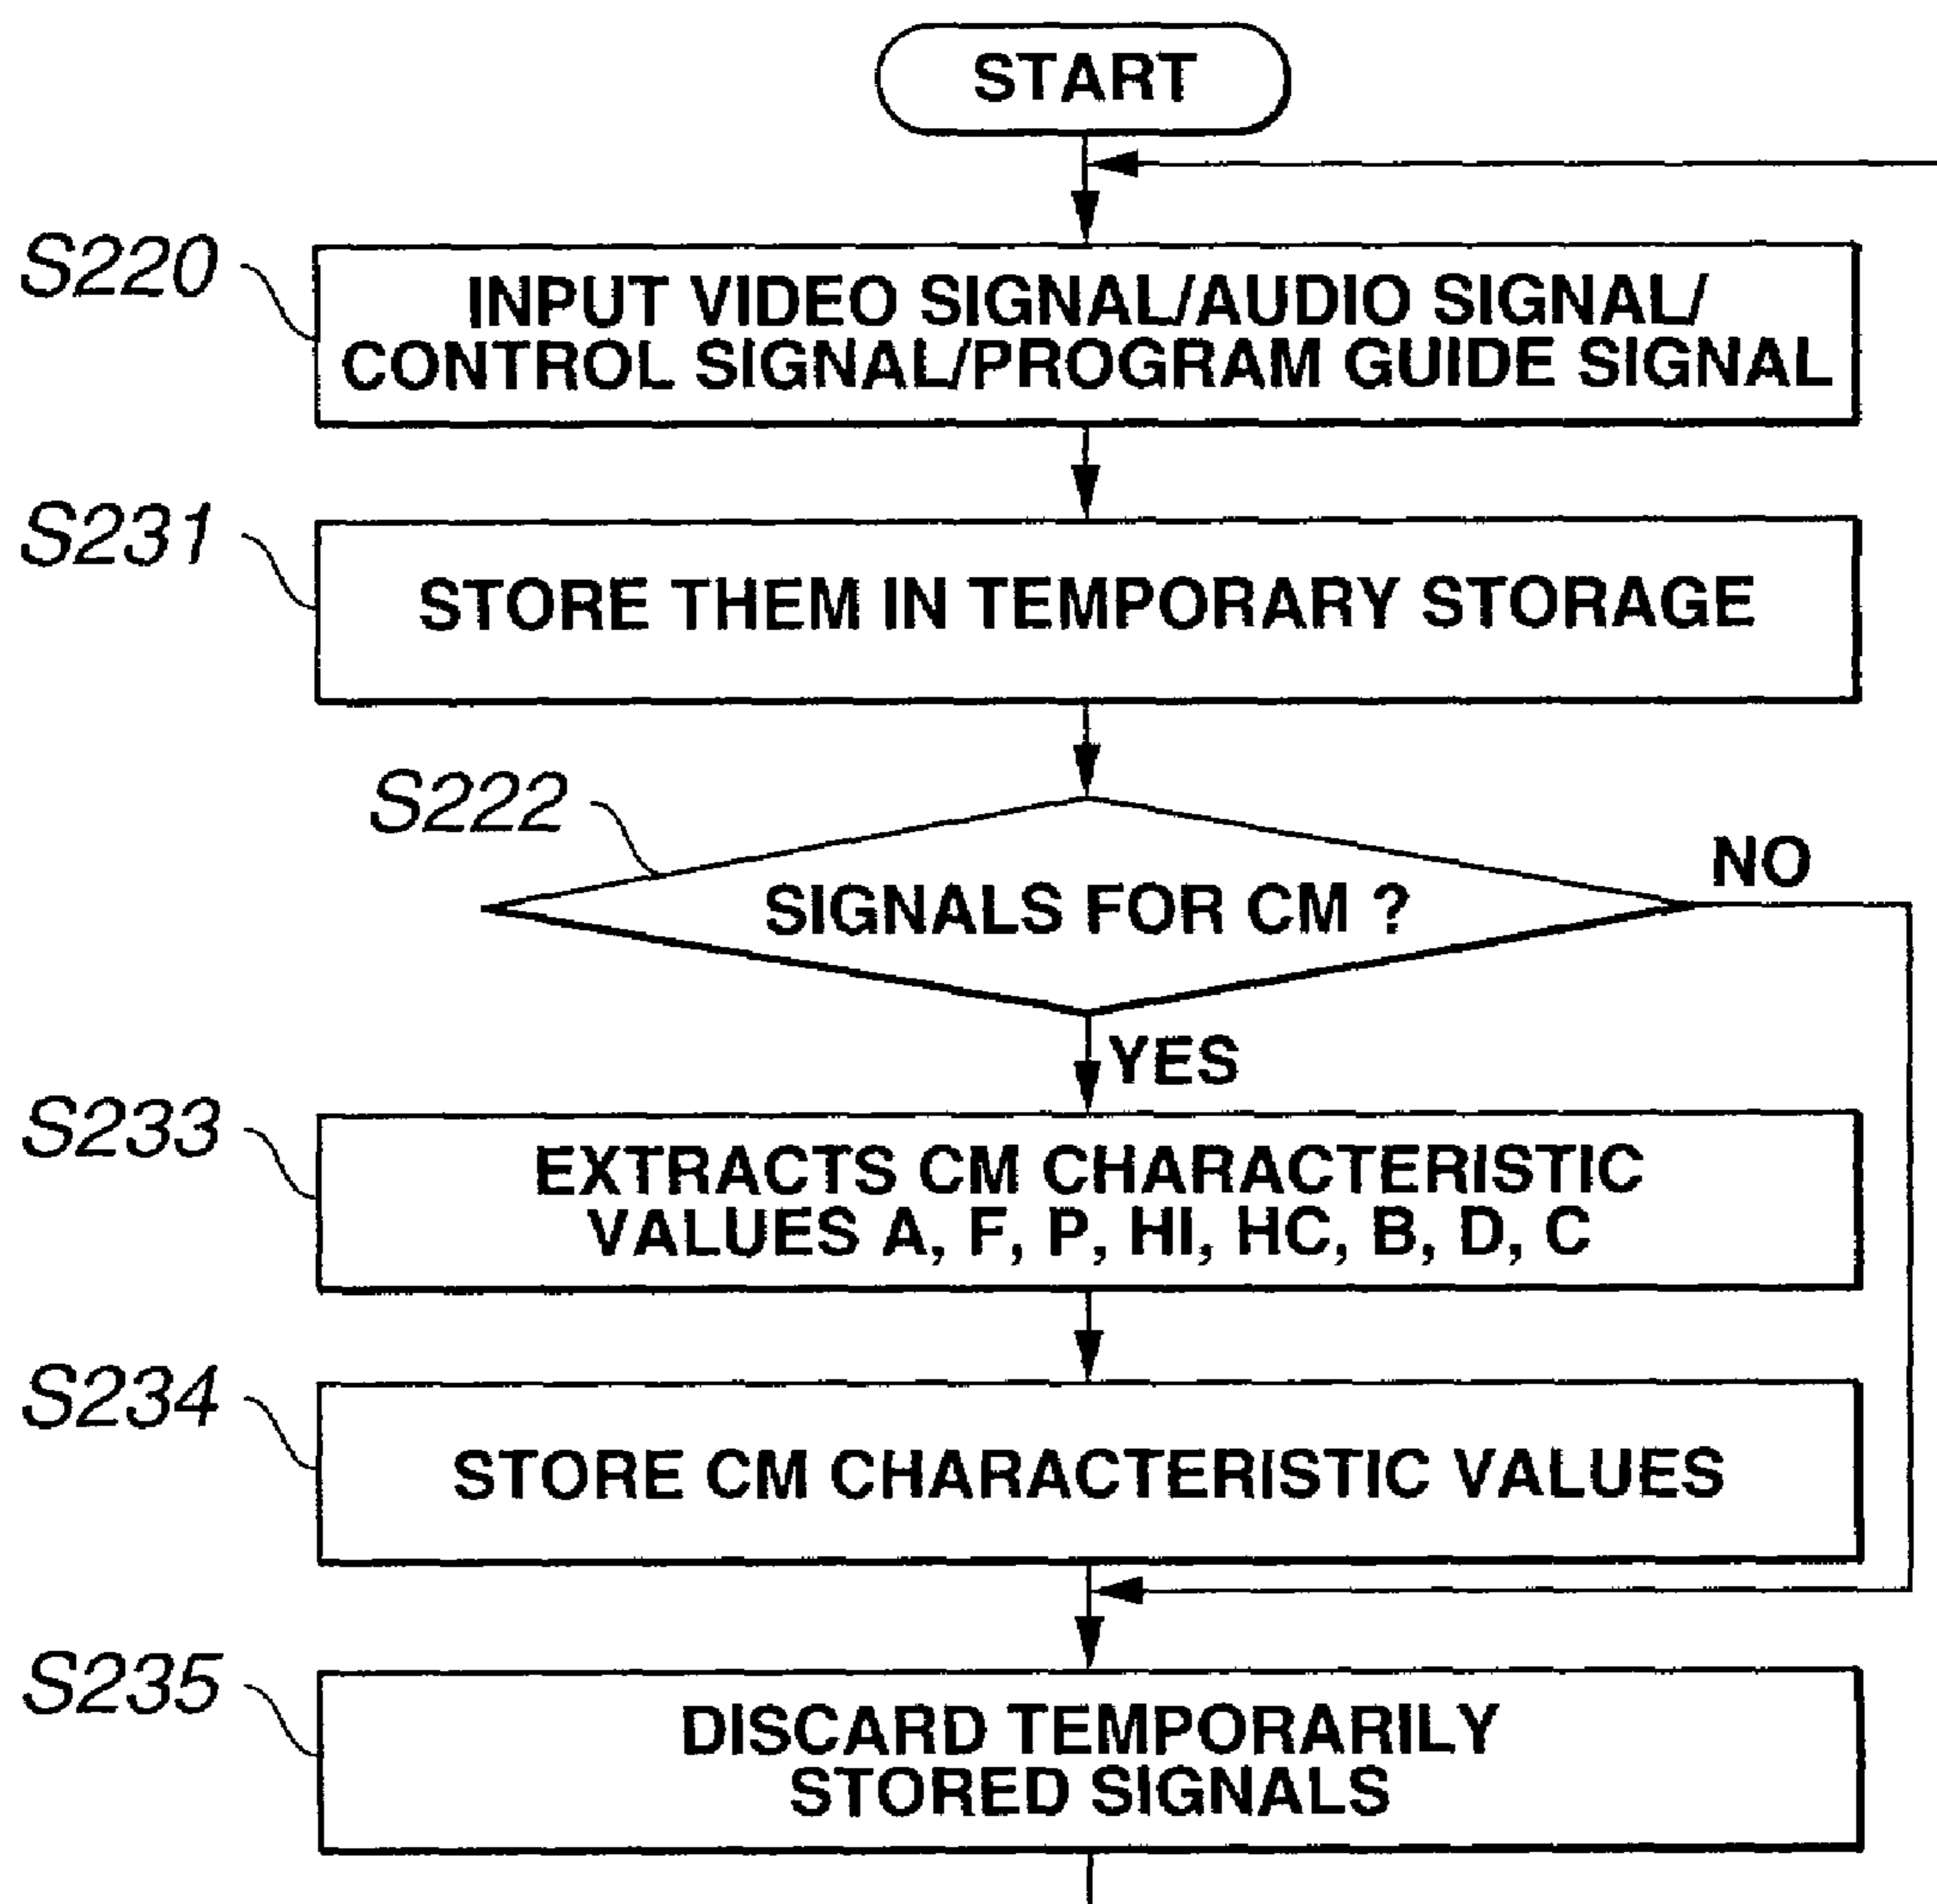 START
S220
INPUT VIDEO SIGNAL/AUDIO SIGNAL/
CONTROL SIGNAL/PROGRAM GUIDE SIGNAL
S231
STORE THEM IN TEMPORARY STORAGE
S222
SIGNALS FOR CM ?
NO
YES
S233
EXTRACTS CM CHARACTERISTIC
VALUES A, F, P, HI, HC, B, D, C
S234
STORE CM CHARACTERISTIC VALUES
S235
DISCARD TEMPORARILY
STORED SIGNALS